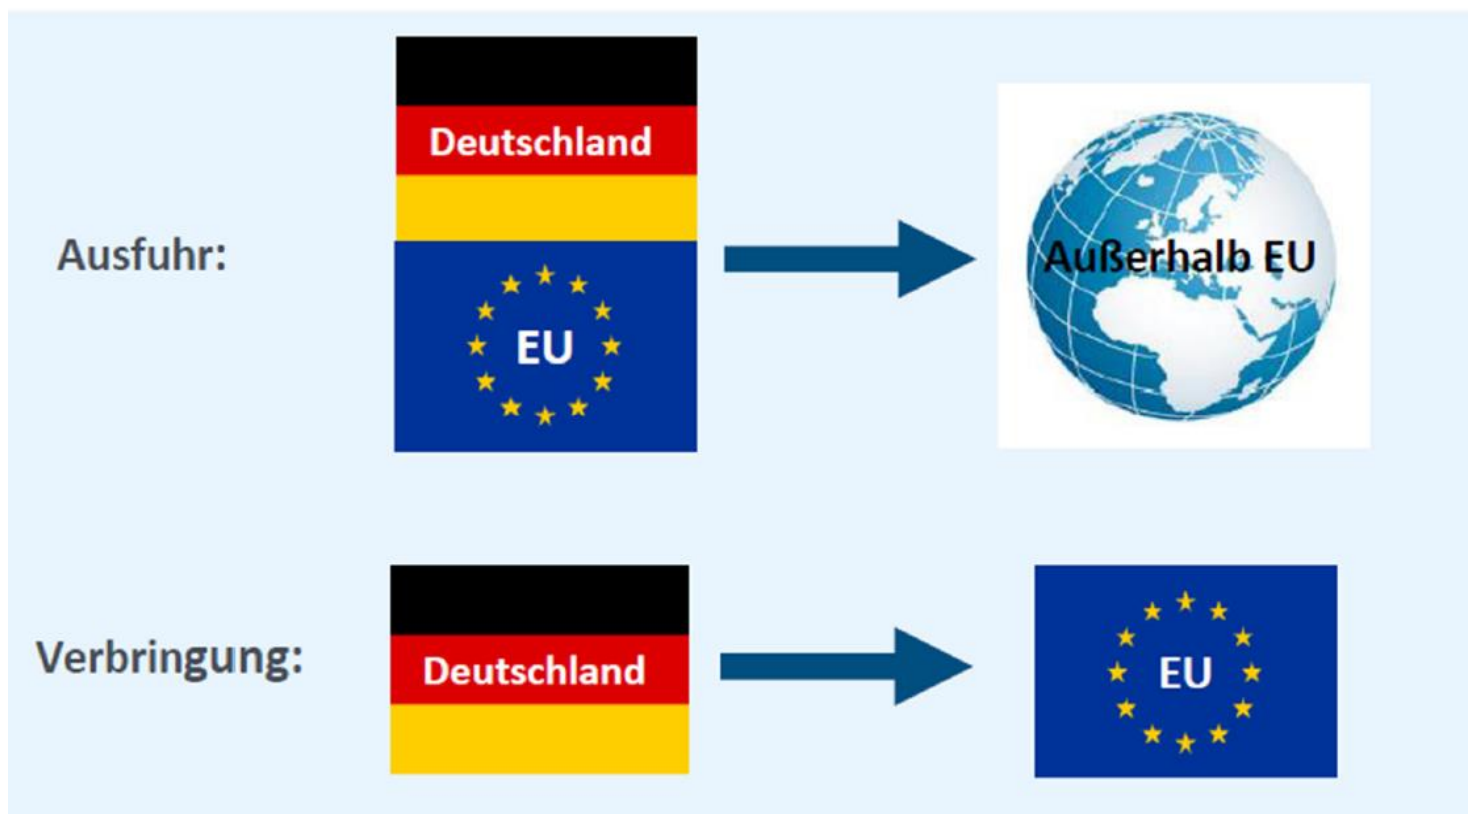 Deutschland
Ausfuhr:
EU
Außerhalb EU
Verbringung:
Deutschland
EU